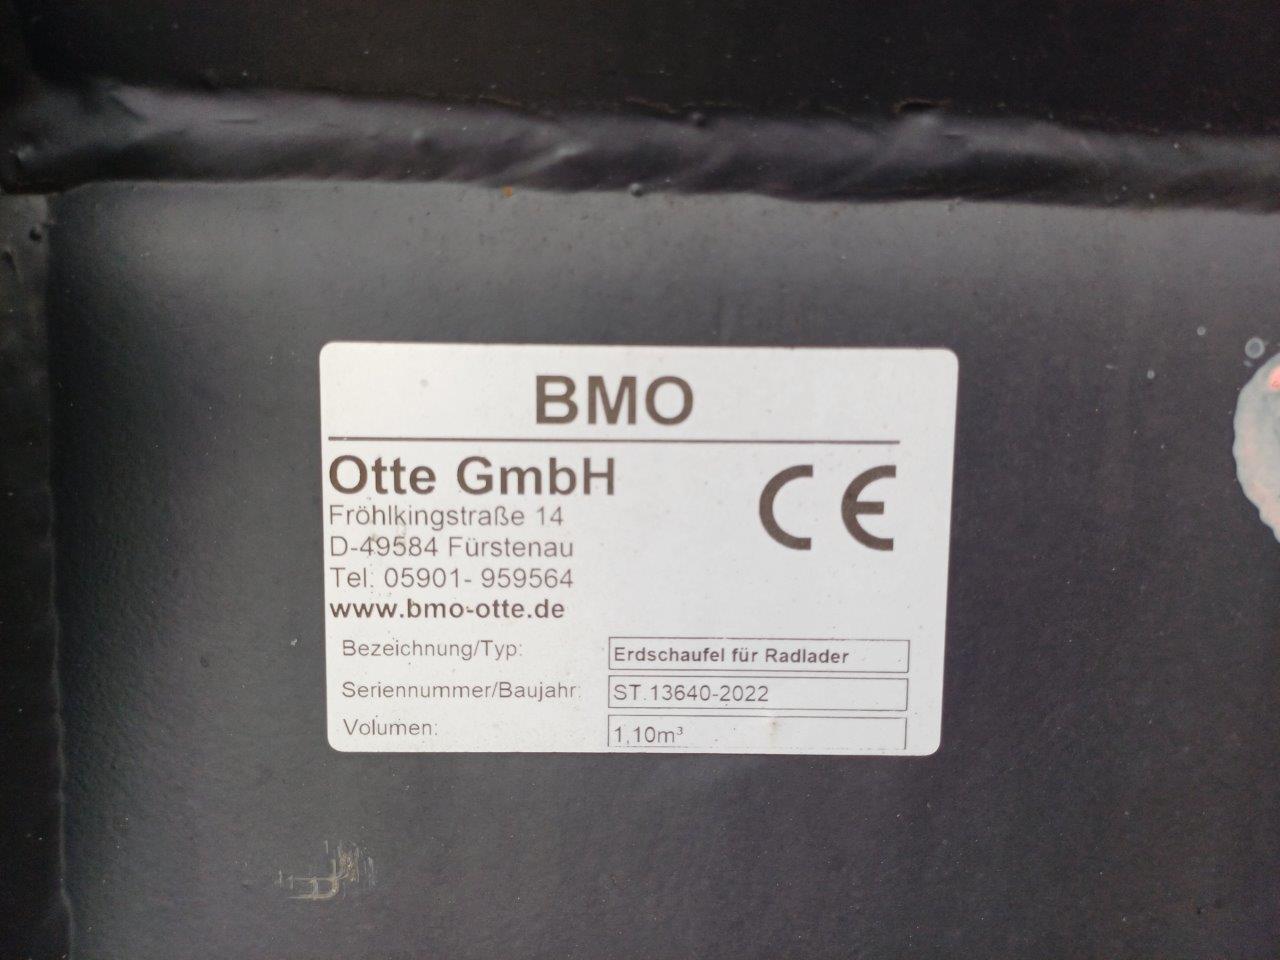 BMO
Otte GmbH
CE
Fröhlkingstraße 14
D-49584 Fürstenau
Tel: 05901- 959564
www.bmo-otte.de
Bezeichnung/Typ: Erdschaufel für Radlader
Seriennummer/Baujahr: ST.13640-2022
Volumen: 1,10m³